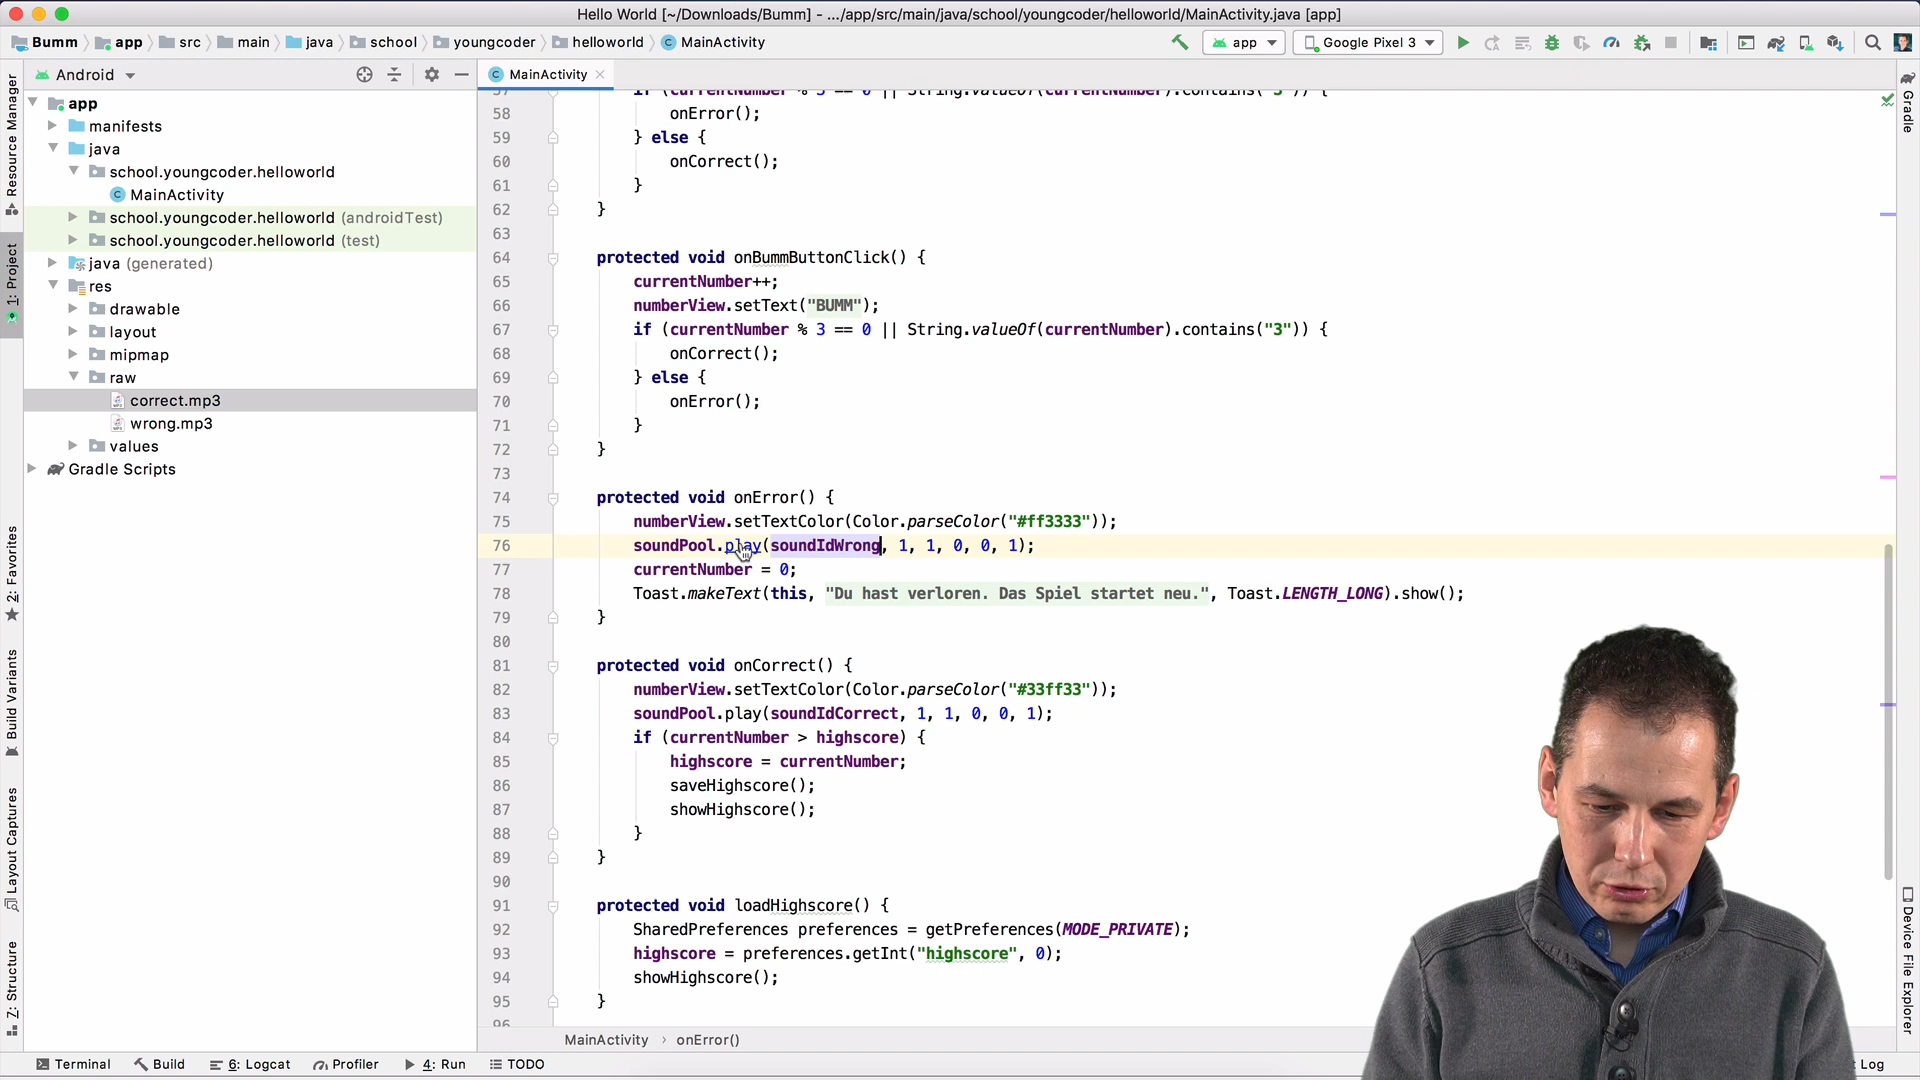 Hello World [~/Downloads/Bumm] - .../app/src/main/java/school/youngcoder/helloworld/MainActivity.java [app]
Bumm app src main java school youngcoder helloworld MainActivity app Google Pixel 3
Android
MainActivity
app
manifests
java
school.youngcoder.helloworld
MainActivity
school.youngcoder.helloworld (androidTest)
school.youngcoder.helloworld (test)
java (generated)
res
drawable
layout
mipmap
raw
correct.mp3
wrong.mp3
values
Gradle Scripts
Resource Manager
1: Project
2: Favorites
Build Variants
Layout Captures
Z: Structure
57 if (currentNumber % 3 == 0 || String.valueOf(currentNumber).contains("3")) {
58 onError();
59 } else {
60 onCorrect();
61 }
62 }
63
64 protected void onBummButtonClick() {
65 currentNumber++;
66 numberView.setText("BUMM");
67 if (currentNumber % 3 == 0 || String.valueOf(currentNumber).contains("3")) {
68 onCorrect();
69 } else {
70 onError();
71 }
72 }
73
74 protected void onError() {
75 numberView.setTextColor(Color.parseColor("#ff3333"));
76 soundPool.play(soundIdWrong, 1, 1, 0, 0, 1);
77 currentNumber = 0;
78 Toast.makeText(this, "Du hast verloren. Das Spiel startet neu.", Toast.LENGTH_LONG).show();
79 }
80
81 protected void onCorrect() {
82 numberView.setTextColor(Color.parseColor("#33ff33"));
83 soundPool.play(soundIdCorrect, 1, 1, 0, 0, 1);
84 if (currentNumber > highscore) {
85 highscore = currentNumber;
86 saveHighscore();
87 showHighscore();
88 }
89 }
90
91 protected void loadHighscore() {
92 SharedPreferences preferences = getPreferences(MODE_PRIVATE);
93 highscore = preferences.getInt("highscore", 0);
94 showHighscore();
95 }
96
MainActivity › onError()
Gradle
Device File Explorer
Terminal Build 6: Logcat Profiler 4: Run TODO
Log